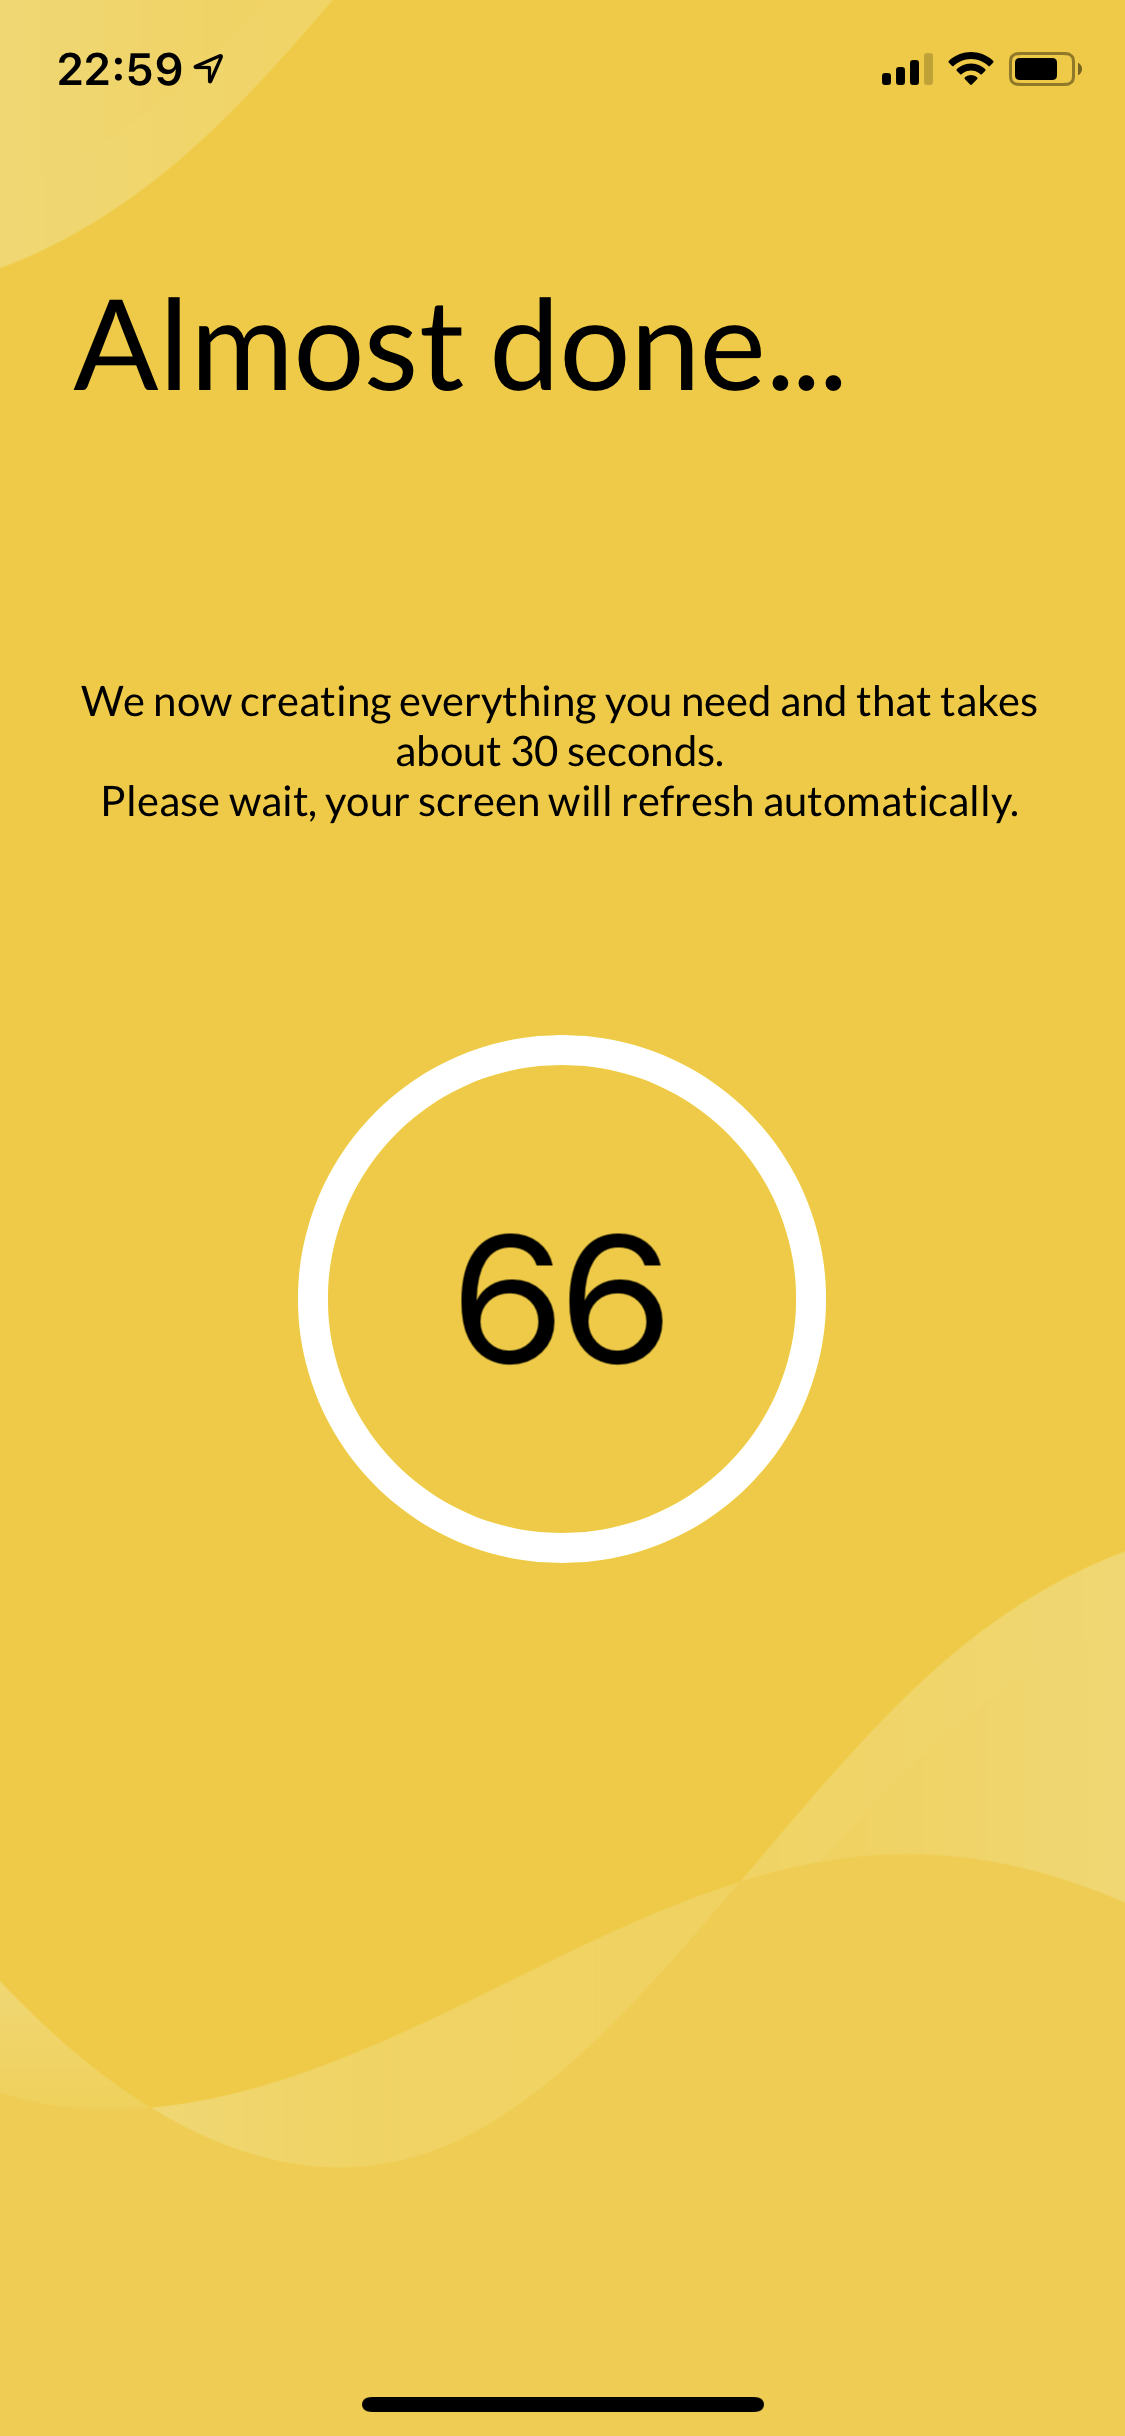 22:59
Almost done...
We now creating everything you need and that takes
about 30 seconds.
Please wait, your screen will refresh automatically.
66